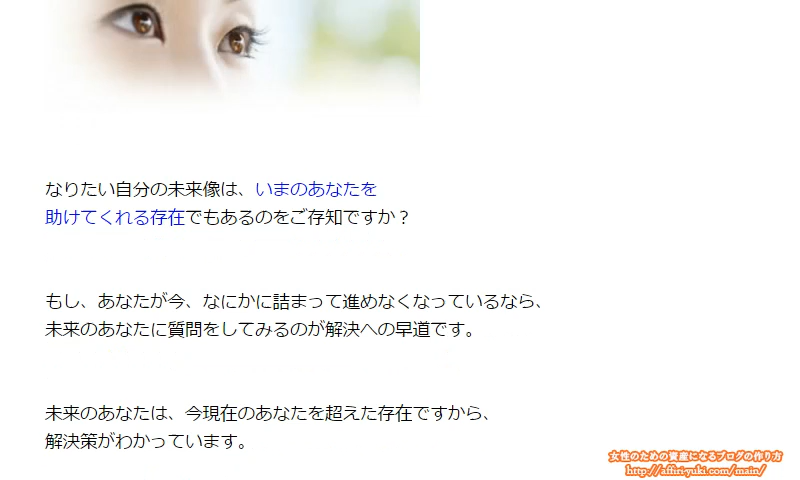 なりたい自分の未来像は、いまのあなたを
助けてくれる存在でもあるのをご存知ですか？
もし、あなたが今、なにかに詰まって進めなくなっているなら、
未来のあなたに質問をしてみるのが解決への早道です。
未来のあなたは、今現在のあなたを超えた存在ですから、
解決策がわかっています。
女性のための資産になるブログの作り方
http://affiri-yuki.com/main/